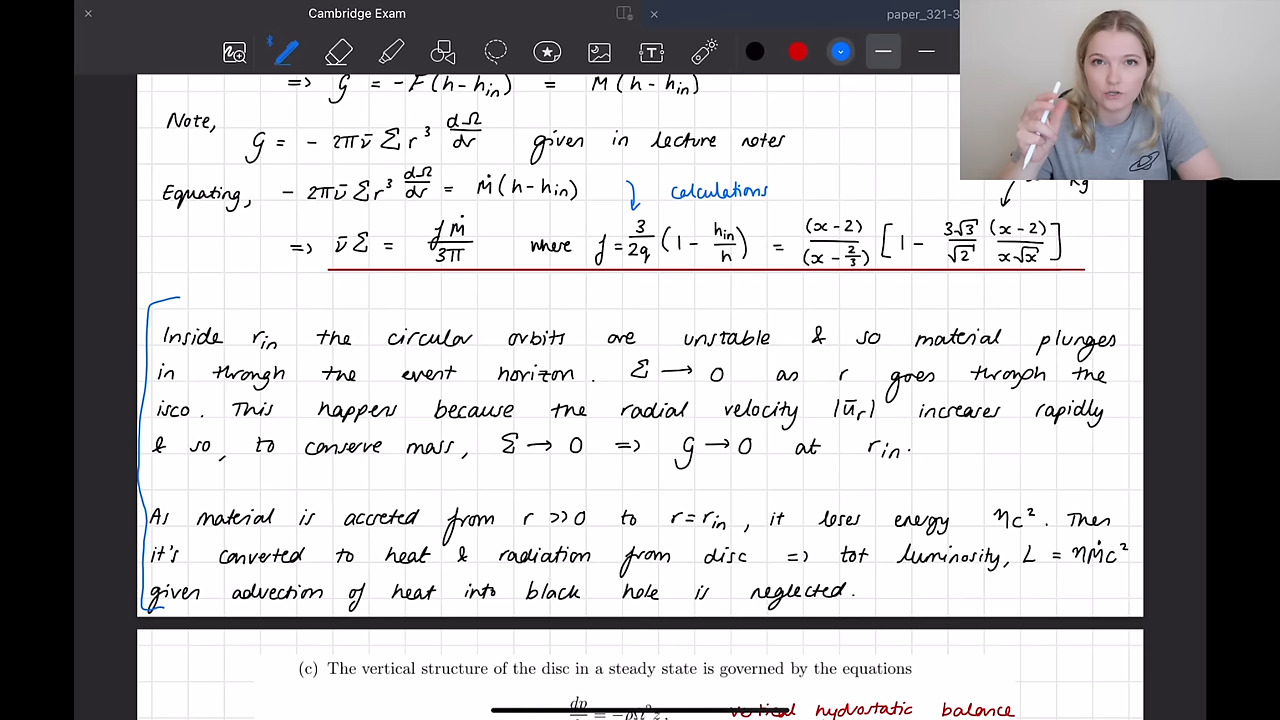 Cambridge Exam
paper_321-3
=> G = -F(h-h_in) = Ṁ(h-h_in)
Note,
G = - 2πν̄Σr³ dΩ/dr given in lecture notes
Equating, - 2πν̄Σr³ dΩ/dr = Ṁ(h-h_in) calculations
=> ν̄Σ = fṀ/3π where f = 3/2q (1 - h_in/h) = (x-2)/(x-2/3) [1 - 3√3/√2 (x-2)/x√x]
Inside r_in the circular orbits are unstable & so material plunges
in through the event horizon. Σ → 0 as r goes through the
isco. This happens because the radial velocity |ū_r| increases rapidly
& so, to conserve mass, Σ → 0 => G → 0 at r_in.
As material is accreted from r >> 0 to r = r_in, it loses energy ηc². Then
it's converted to heat & radiation from disc => tot luminosity, L = ηṀc²
given advection of heat into black hole is neglected.
(c) The vertical structure of the disc in a steady state is governed by the equations
vertical hydrostatic balance